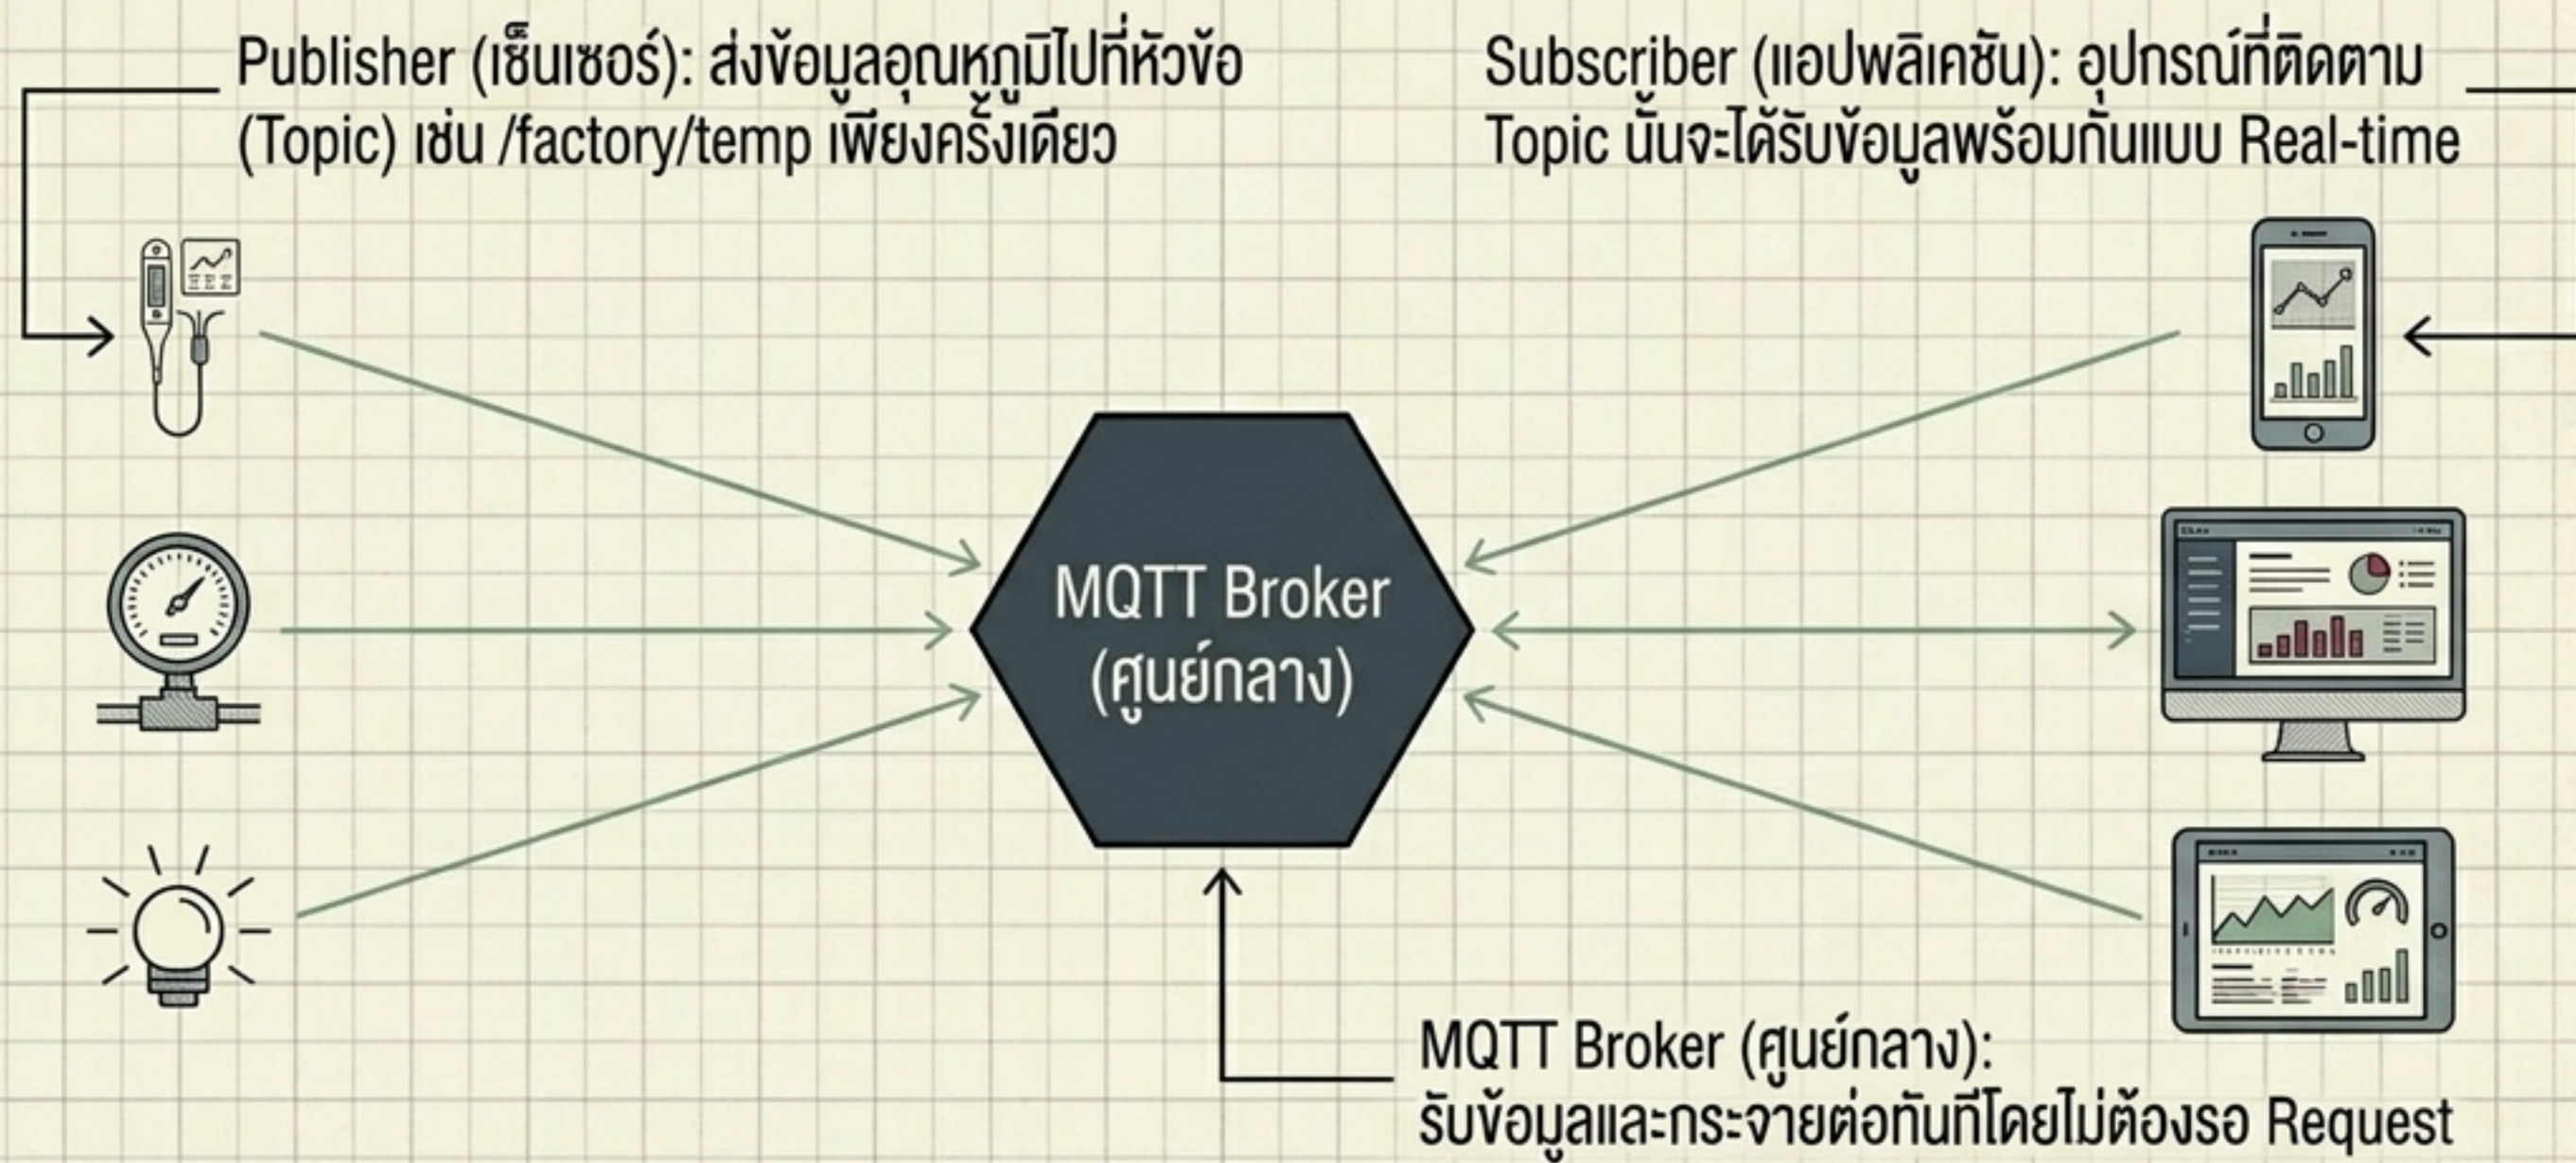 Publisher (เซ็นเซอร์): ส่งข้อมูลอุณหภูมิไปที่หัวข้อ
(Topic) เช่น /factory/temp เพียงครั้งเดียว
Subscriber (แอปพลิเคชัน): อุปกรณ์ที่ติดตาม
Topic นั้นจะได้รับข้อมูลพร้อมกันแบบ Real-time
MQTT Broker
(ศูนย์กลาง)
MQTT Broker (ศูนย์กลาง):
รับข้อมูลและกระจายต่อทันทีโดยไม่ต้องรอ Request